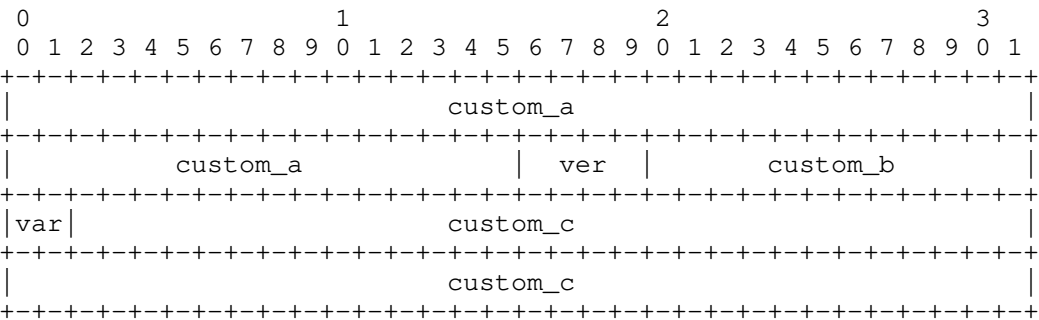 0                   1                   2                   3
 0 1 2 3 4 5 6 7 8 9 0 1 2 3 4 5 6 7 8 9 0 1 2 3 4 5 6 7 8 9 0 1
+-+-+-+-+-+-+-+-+-+-+-+-+-+-+-+-+-+-+-+-+-+-+-+-+-+-+-+-+-+-+-+-+
|                           custom_a                            |
+-+-+-+-+-+-+-+-+-+-+-+-+-+-+-+-+-+-+-+-+-+-+-+-+-+-+-+-+-+-+-+-+
|          custom_a             |  ver  |       custom_b        |
+-+-+-+-+-+-+-+-+-+-+-+-+-+-+-+-+-+-+-+-+-+-+-+-+-+-+-+-+-+-+-+-+
|var|                       custom_c                            |
+-+-+-+-+-+-+-+-+-+-+-+-+-+-+-+-+-+-+-+-+-+-+-+-+-+-+-+-+-+-+-+-+
|                           custom_c                            |
+-+-+-+-+-+-+-+-+-+-+-+-+-+-+-+-+-+-+-+-+-+-+-+-+-+-+-+-+-+-+-+-+